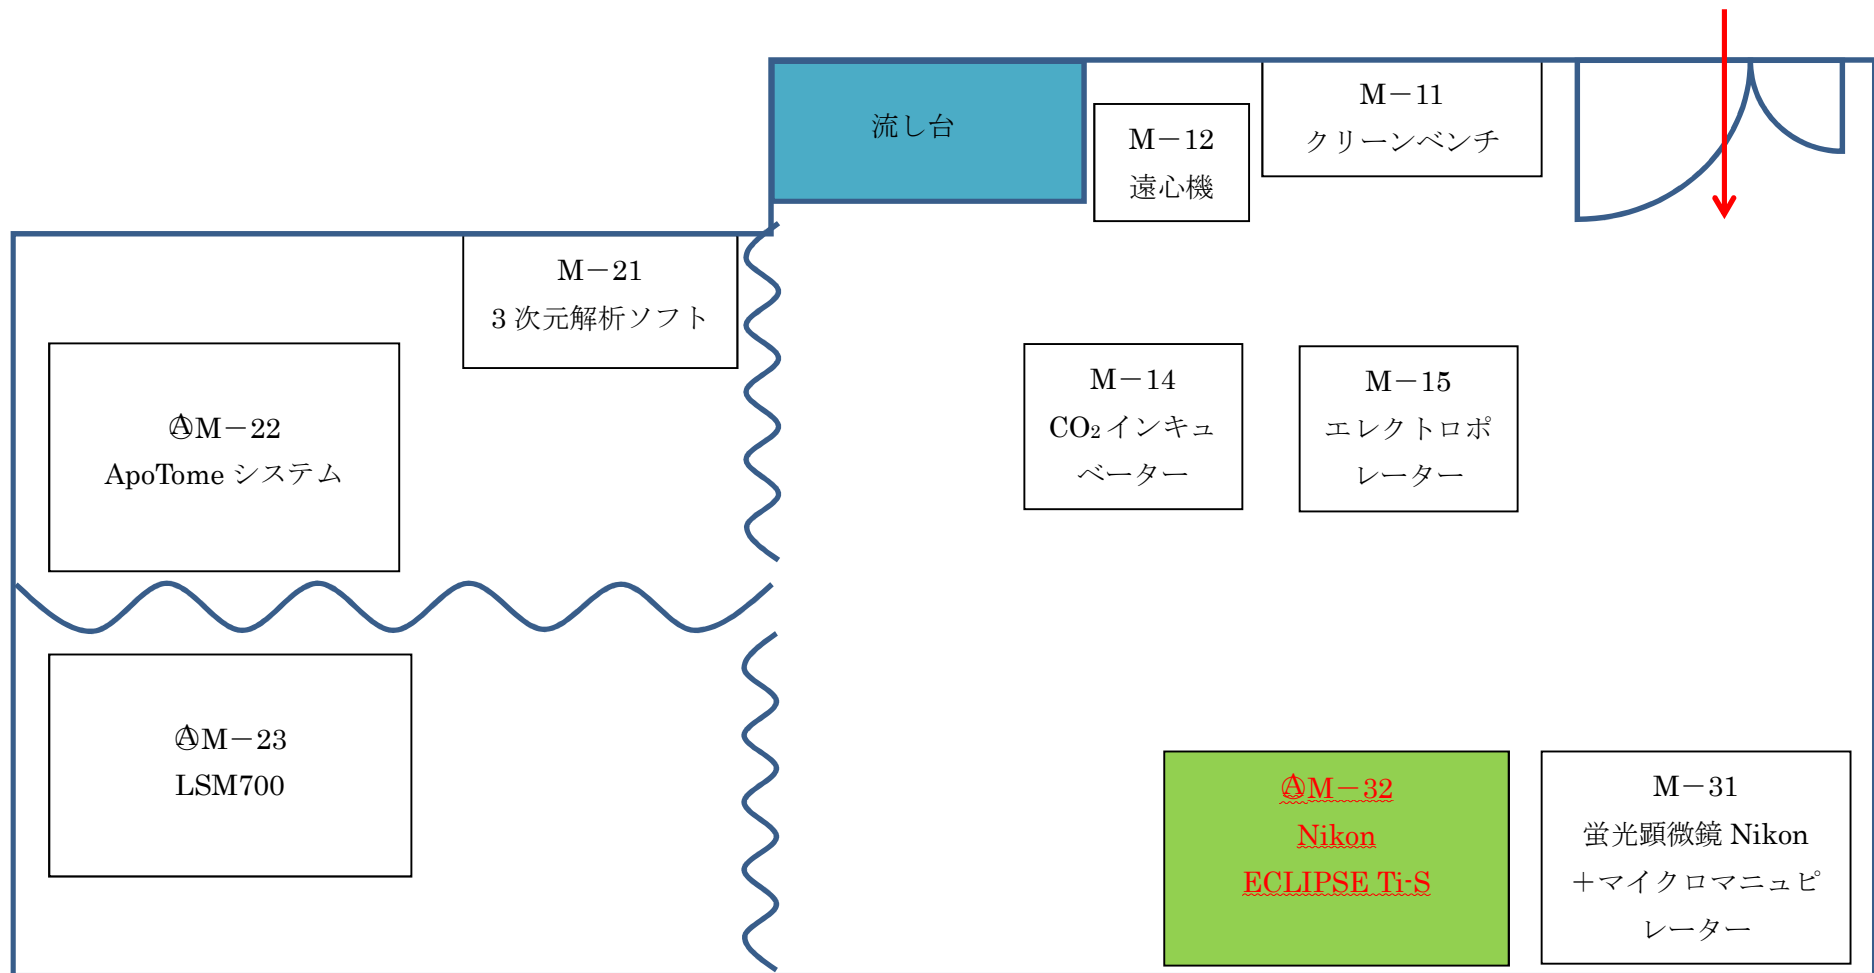 流し台
M－12
遠心機
M－11
クリーンベンチ
M－21
3 次元解析ソフト
ⒶM－22
ApoTome システム
M－14
CO₂インキュ
ベーター
M－15
エレクトロポ
レーター
ⒶM－23
LSM700
ⒶM－32
Nikon
ECLIPSE Ti-S
M－31
蛍光顕微鏡 Nikon
＋マイクロマニュピ
レーター